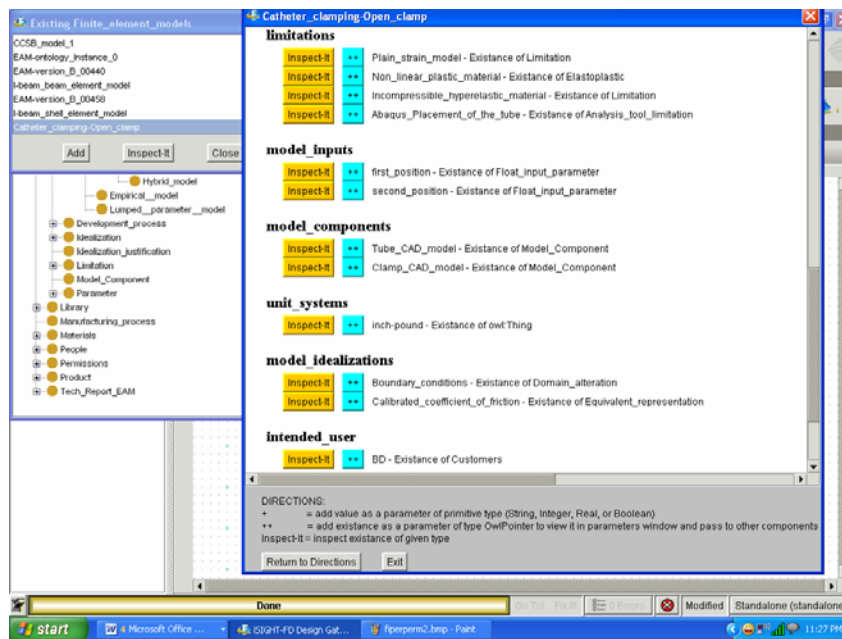 Existing Finite_element_models
CCSB_model_1
EAM-ontology_Instance_0
EAM-version_B_00440
I-beam_beam_element_model
EAM-version_B_00458
I-beam_shell_element_model
Catheter_clamping-Open_clamp
Add Inspect-It Close
Hybrid_model
Empirical__model
Lumped__parameter__model
Development_process
Idealization
Idealization_justification
Limitation
Model_Component
Parameter
Library
Manufacturing_process
Materials
People
Permissions
Product
Tech_Report_EAM
Catheter_clamping-Open_clamp
limitations
Inspect-It ++ Plain_strain_model - Existance of Limitation
Inspect-It ++ Non_linear_plastic_material - Existance of Elastoplastic
Inspect-It ++ Incompressible_hyperelastic_material - Existance of Limitation
Inspect-It ++ Abaqus_Placement_of_the_tube - Existance of Analysis_tool_limitation
model_inputs
Inspect-It ++ first_position - Existance of Float_input_parameter
Inspect-It ++ second_position - Existance of Float_input_parameter
model_components
Inspect-It ++ Tube_CAD_model - Existance of Model_Component
Inspect-It ++ Clamp_CAD_model - Existance of Model_Component
unit_systems
Inspect-It ++ inch-pound - Existance of owl:Thing
model_idealizations
Inspect-It ++ Boundary_conditions - Existance of Domain_alteration
Inspect-It ++ Calibrated_coefficient_of_friction - Existance of Equivalent_representation
intended_user
Inspect-It ++ BD - Existance of Customers
DIRECTIONS:
+ = add value as a parameter of primitive type (String, Integer, Real, or Boolean)
++ = add existance as a parameter of type OwlPointer to view it in parameters window and pass to other components
Inspect-It = inspect existance of given type
Return to Directions Exit
Done Go To! Fix It! 0 Errors Modified Standalone (standalone
start 4 Microsoft Office ... iSIGHT-FD Design Gat... fiperperm2.bmp - Paint 11:27 PM